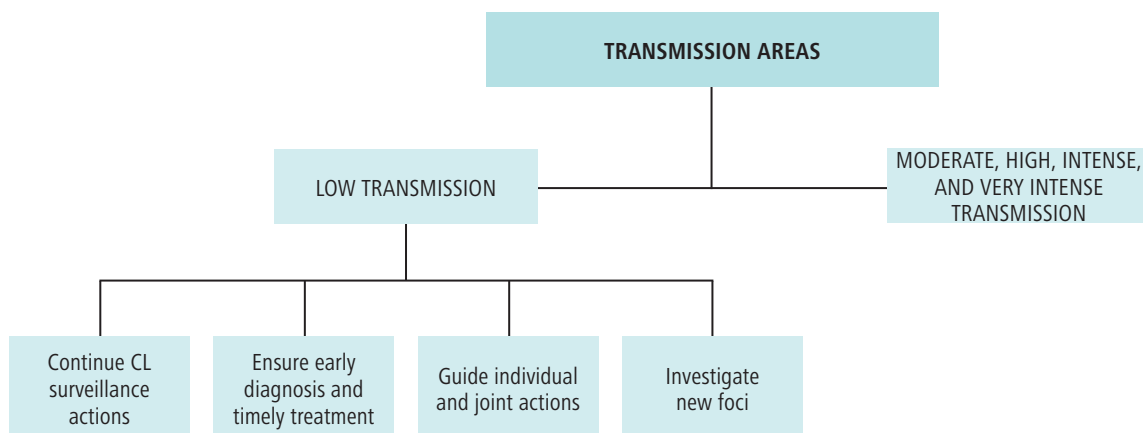 TRANSMISSION AREAS
LOW TRANSMISSION
MODERATE, HIGH, INTENSE,
AND VERY INTENSE
TRANSMISSION
Continue CL
surveillance
actions
Ensure early
diagnosis and
timely treatment
Guide individual
and joint actions
Investigate
new foci